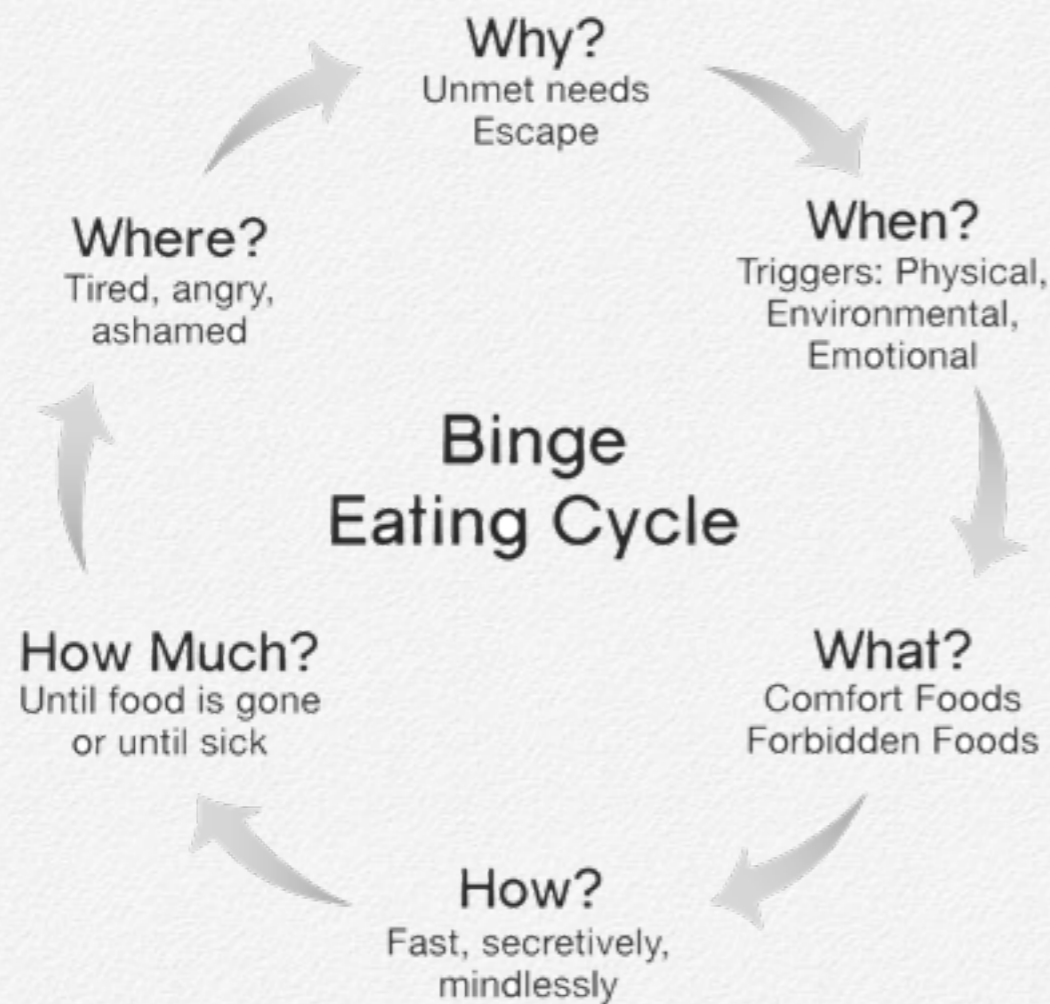 Why?
Unmet needs
Escape
When?
Triggers: Physical,
Environmental,
Emotional
What?
Comfort Foods
Forbidden Foods
How?
Fast, secretively,
mindlessly
How Much?
Until food is gone
or until sick
Where?
Tired, angry,
ashamed
Binge
Eating Cycle